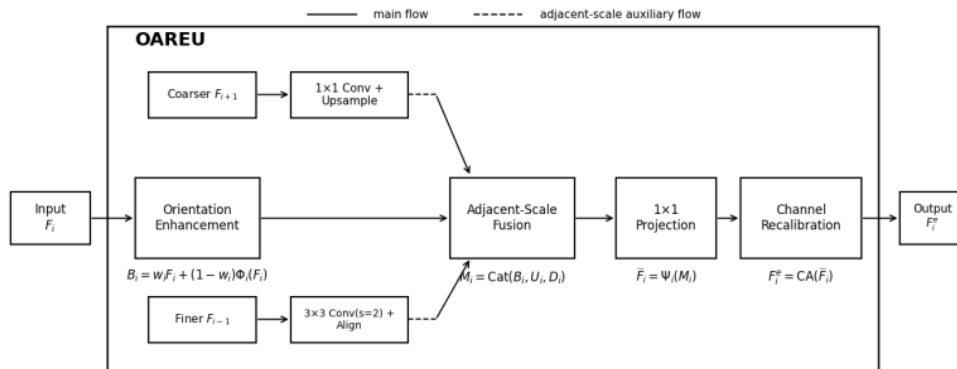 main flow
adjacent-scale auxiliary flow
OAREU
Coarser F_{i+1}
1×1 Conv +
Upsample
Input
F_i
Orientation
Enhancement
Adjacent-Scale
Fusion
1×1
Projection
Channel
Recalibration
Output
F_i^e
B_i = w_iF_i + (1 − w_i)Φ_i(F_i)
M_i = Cat(B_i, U_i, D_i)
F̃_i = Ψ_i(M_i)
F_i^e = CA(F̃_i)
Finer F_{i−1}
3×3 Conv(s=2) +
Align